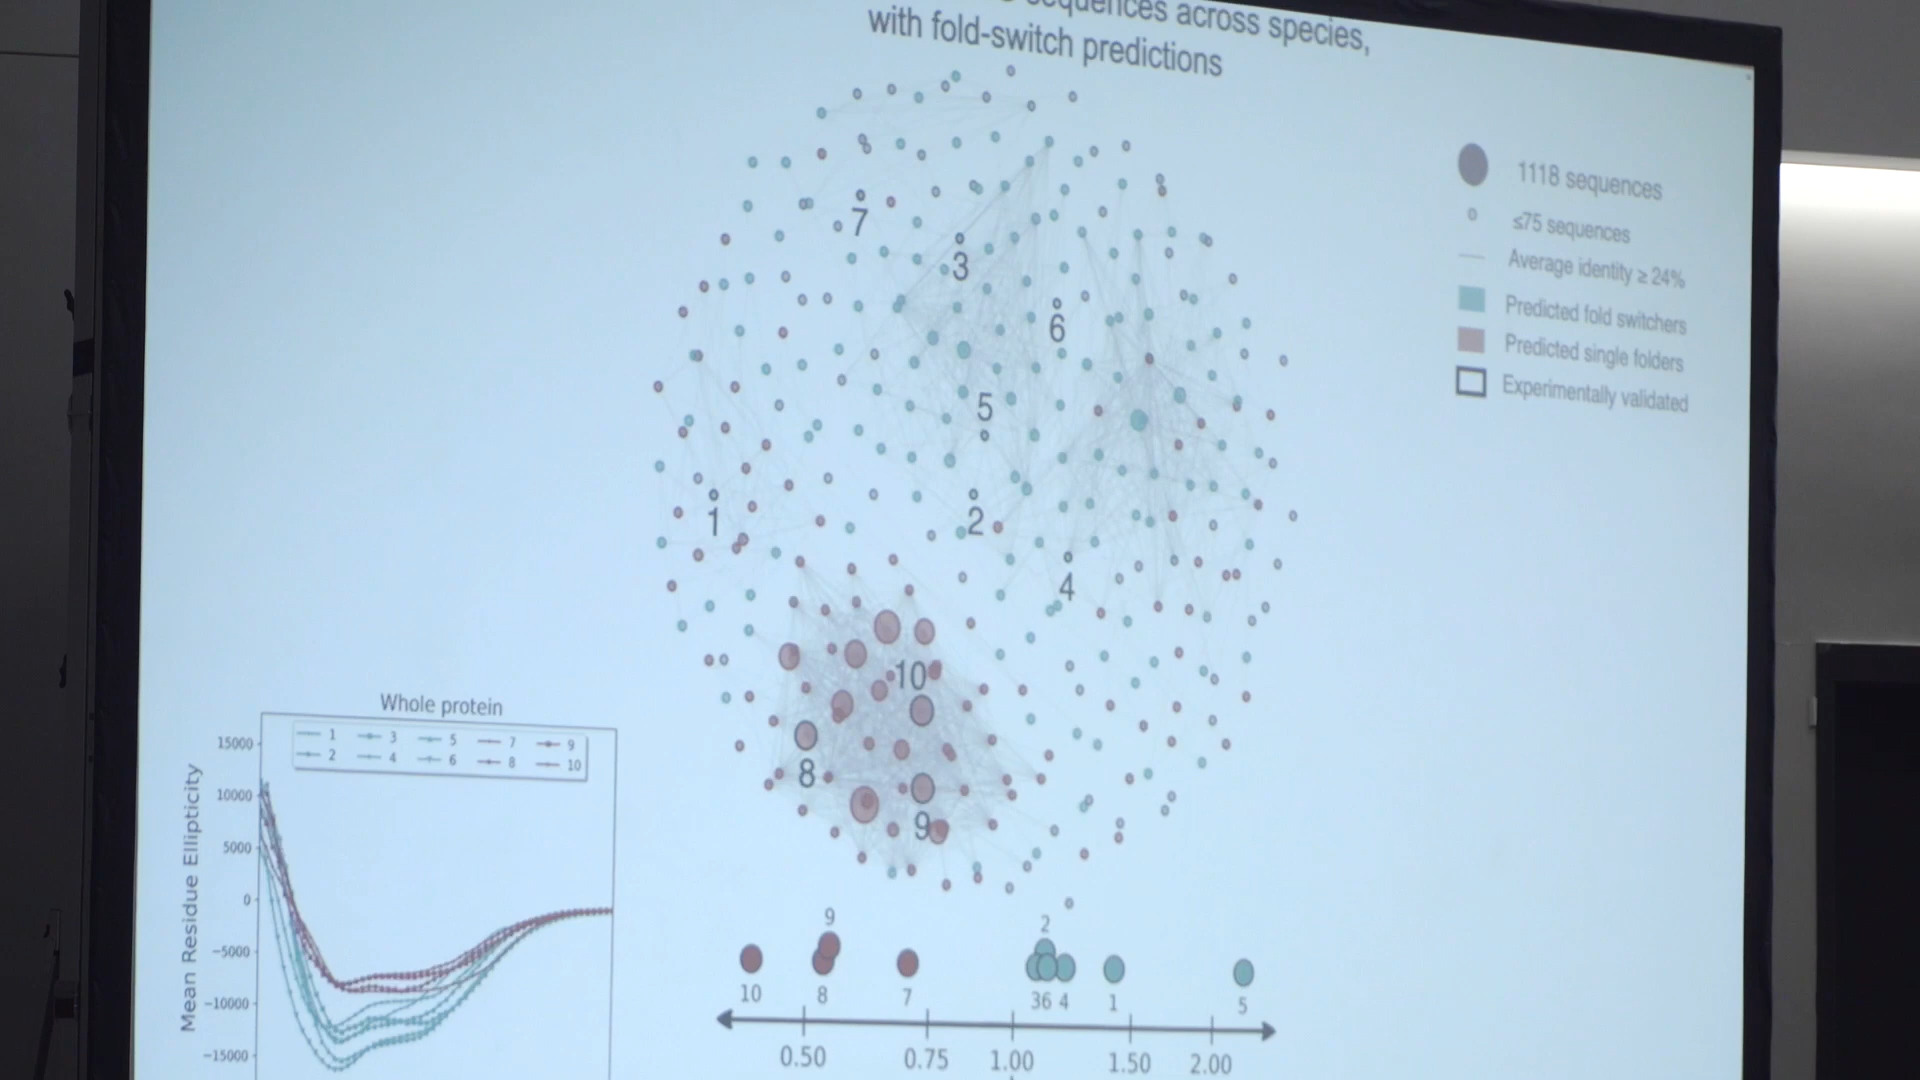 sequences across species,
with fold-switch predictions
1118 sequences
≤75 sequences
Average identity ≥ 24%
Predicted fold switchers
Predicted single folders
Experimentally validated
7
3
6
5
1
2
4
10
8
9
Whole protein
1 3 5 7 9
2 4 6 8 10
Mean Residue Ellipticity
15000
10000
5000
0
−5000
−10000
−15000
9 2
10 8 7 36 4 1 5
0.50 0.75 1.00 1.50 2.00